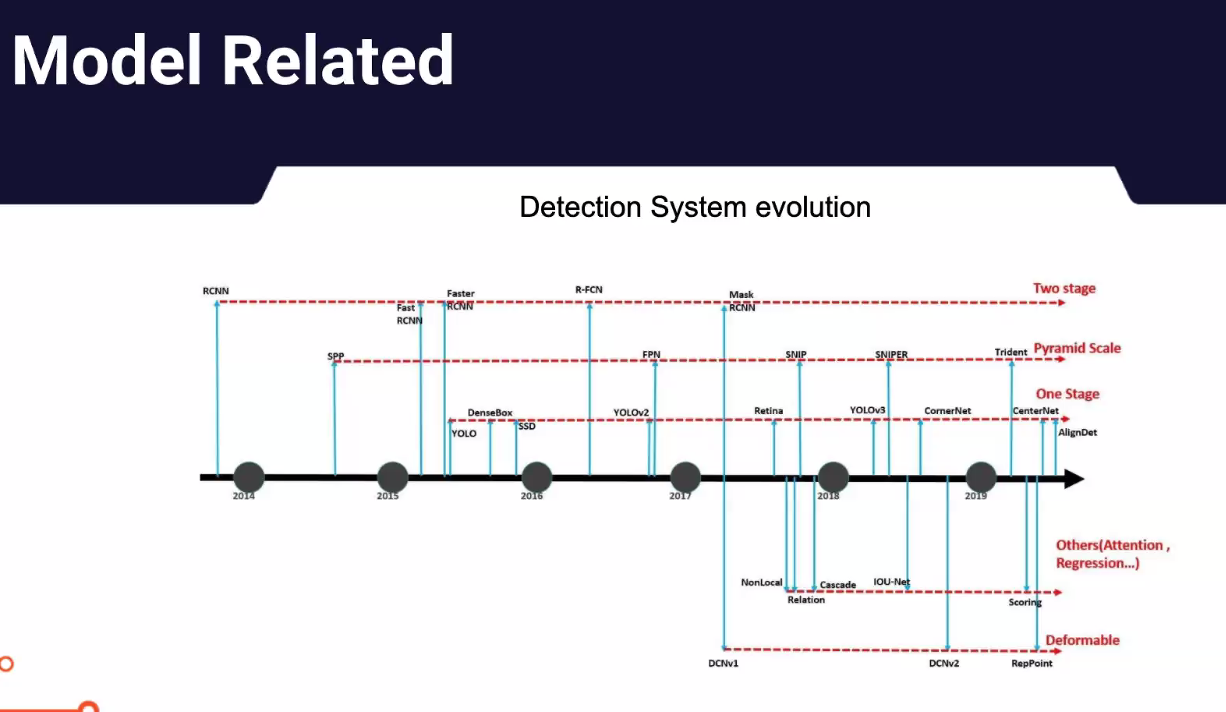 Model Related
Detection System evolution
RCNN
Fast
RCNN
Faster
RCNN
R-FCN
Mask
RCNN
Two stage
SPP
FPN
SNIP
SNIPER
Trident
Pyramid Scale
One Stage
YOLO
DenseBox
SSD
YOLOv2
Retina
YOLOv3
CornerNet
CenterNet
AlignDet
2014
2015
2016
2017
2018
2019
Others(Attention ,
Regression...)
NonLocal
Relation
Cascade
IOU-Net
Scoring
Deformable
DCNv1
DCNv2
RepPoint